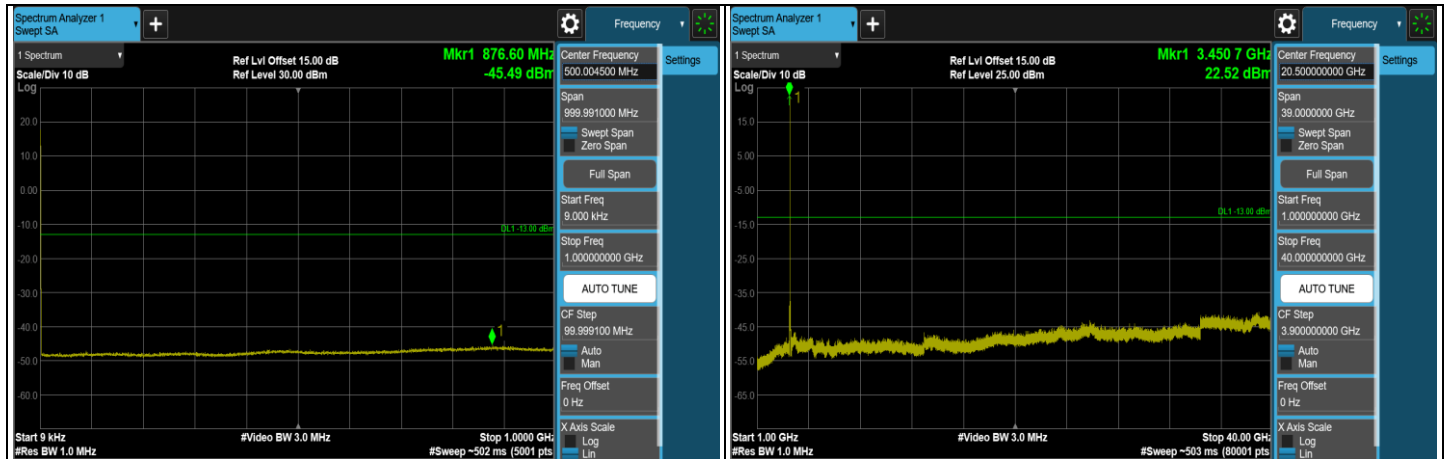 Spectrum Analyzer 1
Swept SA
+
Frequency
1 Spectrum
Scale/Div 10 dB
Log
Ref Lvl Offset 15.00 dB
Ref Level 30.00 dBm
Mkr1 876.60 MHz
-45.49 dBm
20.0
10.0
0.00
-10.0
-20.0
-30.0
-40.0
-50.0
-60.0
DL1 -13.00 dBm
1
Start 9 kHz
#Res BW 1.0 MHz
#Video BW 3.0 MHz
Stop 1.0000 GHz
#Sweep ~502 ms (5001 pts
Center Frequency
500.004500 MHz
Settings
Span
999.991000 MHz
Swept Span
Zero Span
Full Span
Start Freq
9.000 kHz
Stop Freq
1.000000000 GHz
AUTO TUNE
CF Step
99.999100 MHz
Auto
Man
Freq Offset
0 Hz
X Axis Scale
Log
Lin
Spectrum Analyzer 1
Swept SA
+
Frequency
1 Spectrum
Scale/Div 10 dB
Log
Ref Lvl Offset 15.00 dB
Ref Level 25.00 dBm
Mkr1 3.450 7 GHz
22.52 dBm
1
15.0
5.00
-5.00
-15.0
-25.0
-35.0
-45.0
-55.0
-65.0
DL1 -13.00 dBm
Start 1.00 GHz
#Res BW 1.0 MHz
#Video BW 3.0 MHz
Stop 40.00 GHz
#Sweep ~503 ms (80001 pts
Center Frequency
20.500000000 GHz
Settings
Span
39.0000000 GHz
Swept Span
Zero Span
Full Span
Start Freq
1.000000000 GHz
Stop Freq
40.000000000 GHz
AUTO TUNE
CF Step
3.900000000 GHz
Auto
Man
Freq Offset
0 Hz
X Axis Scale
Log
Lin